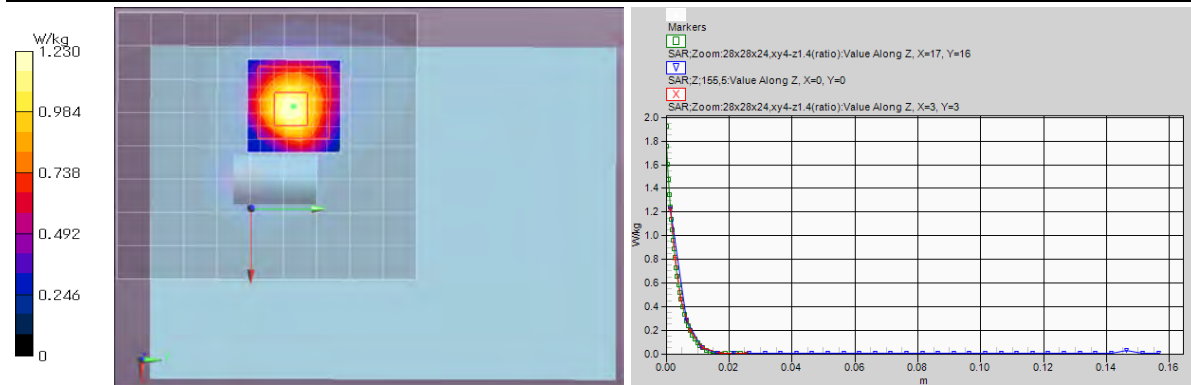 W/kg
1.230
0.984
0.738
0.492
0.246
0
Markers
SAR;Zoom:28x28x24,xy4-z1.4(ratio):Value Along Z, X=17, Y=16
SAR;Z;155,5:Value Along Z, X=0, Y=0
SAR;Zoom:28x28x24,xy4-z1.4(ratio):Value Along Z, X=3, Y=3
2.0
1.8
1.6
1.4
1.2
1.0
0.8
0.6
0.4
0.2
0.0
W/kg
0.00 0.02 0.04 0.06 0.08 0.10 0.12 0.14 0.16
m